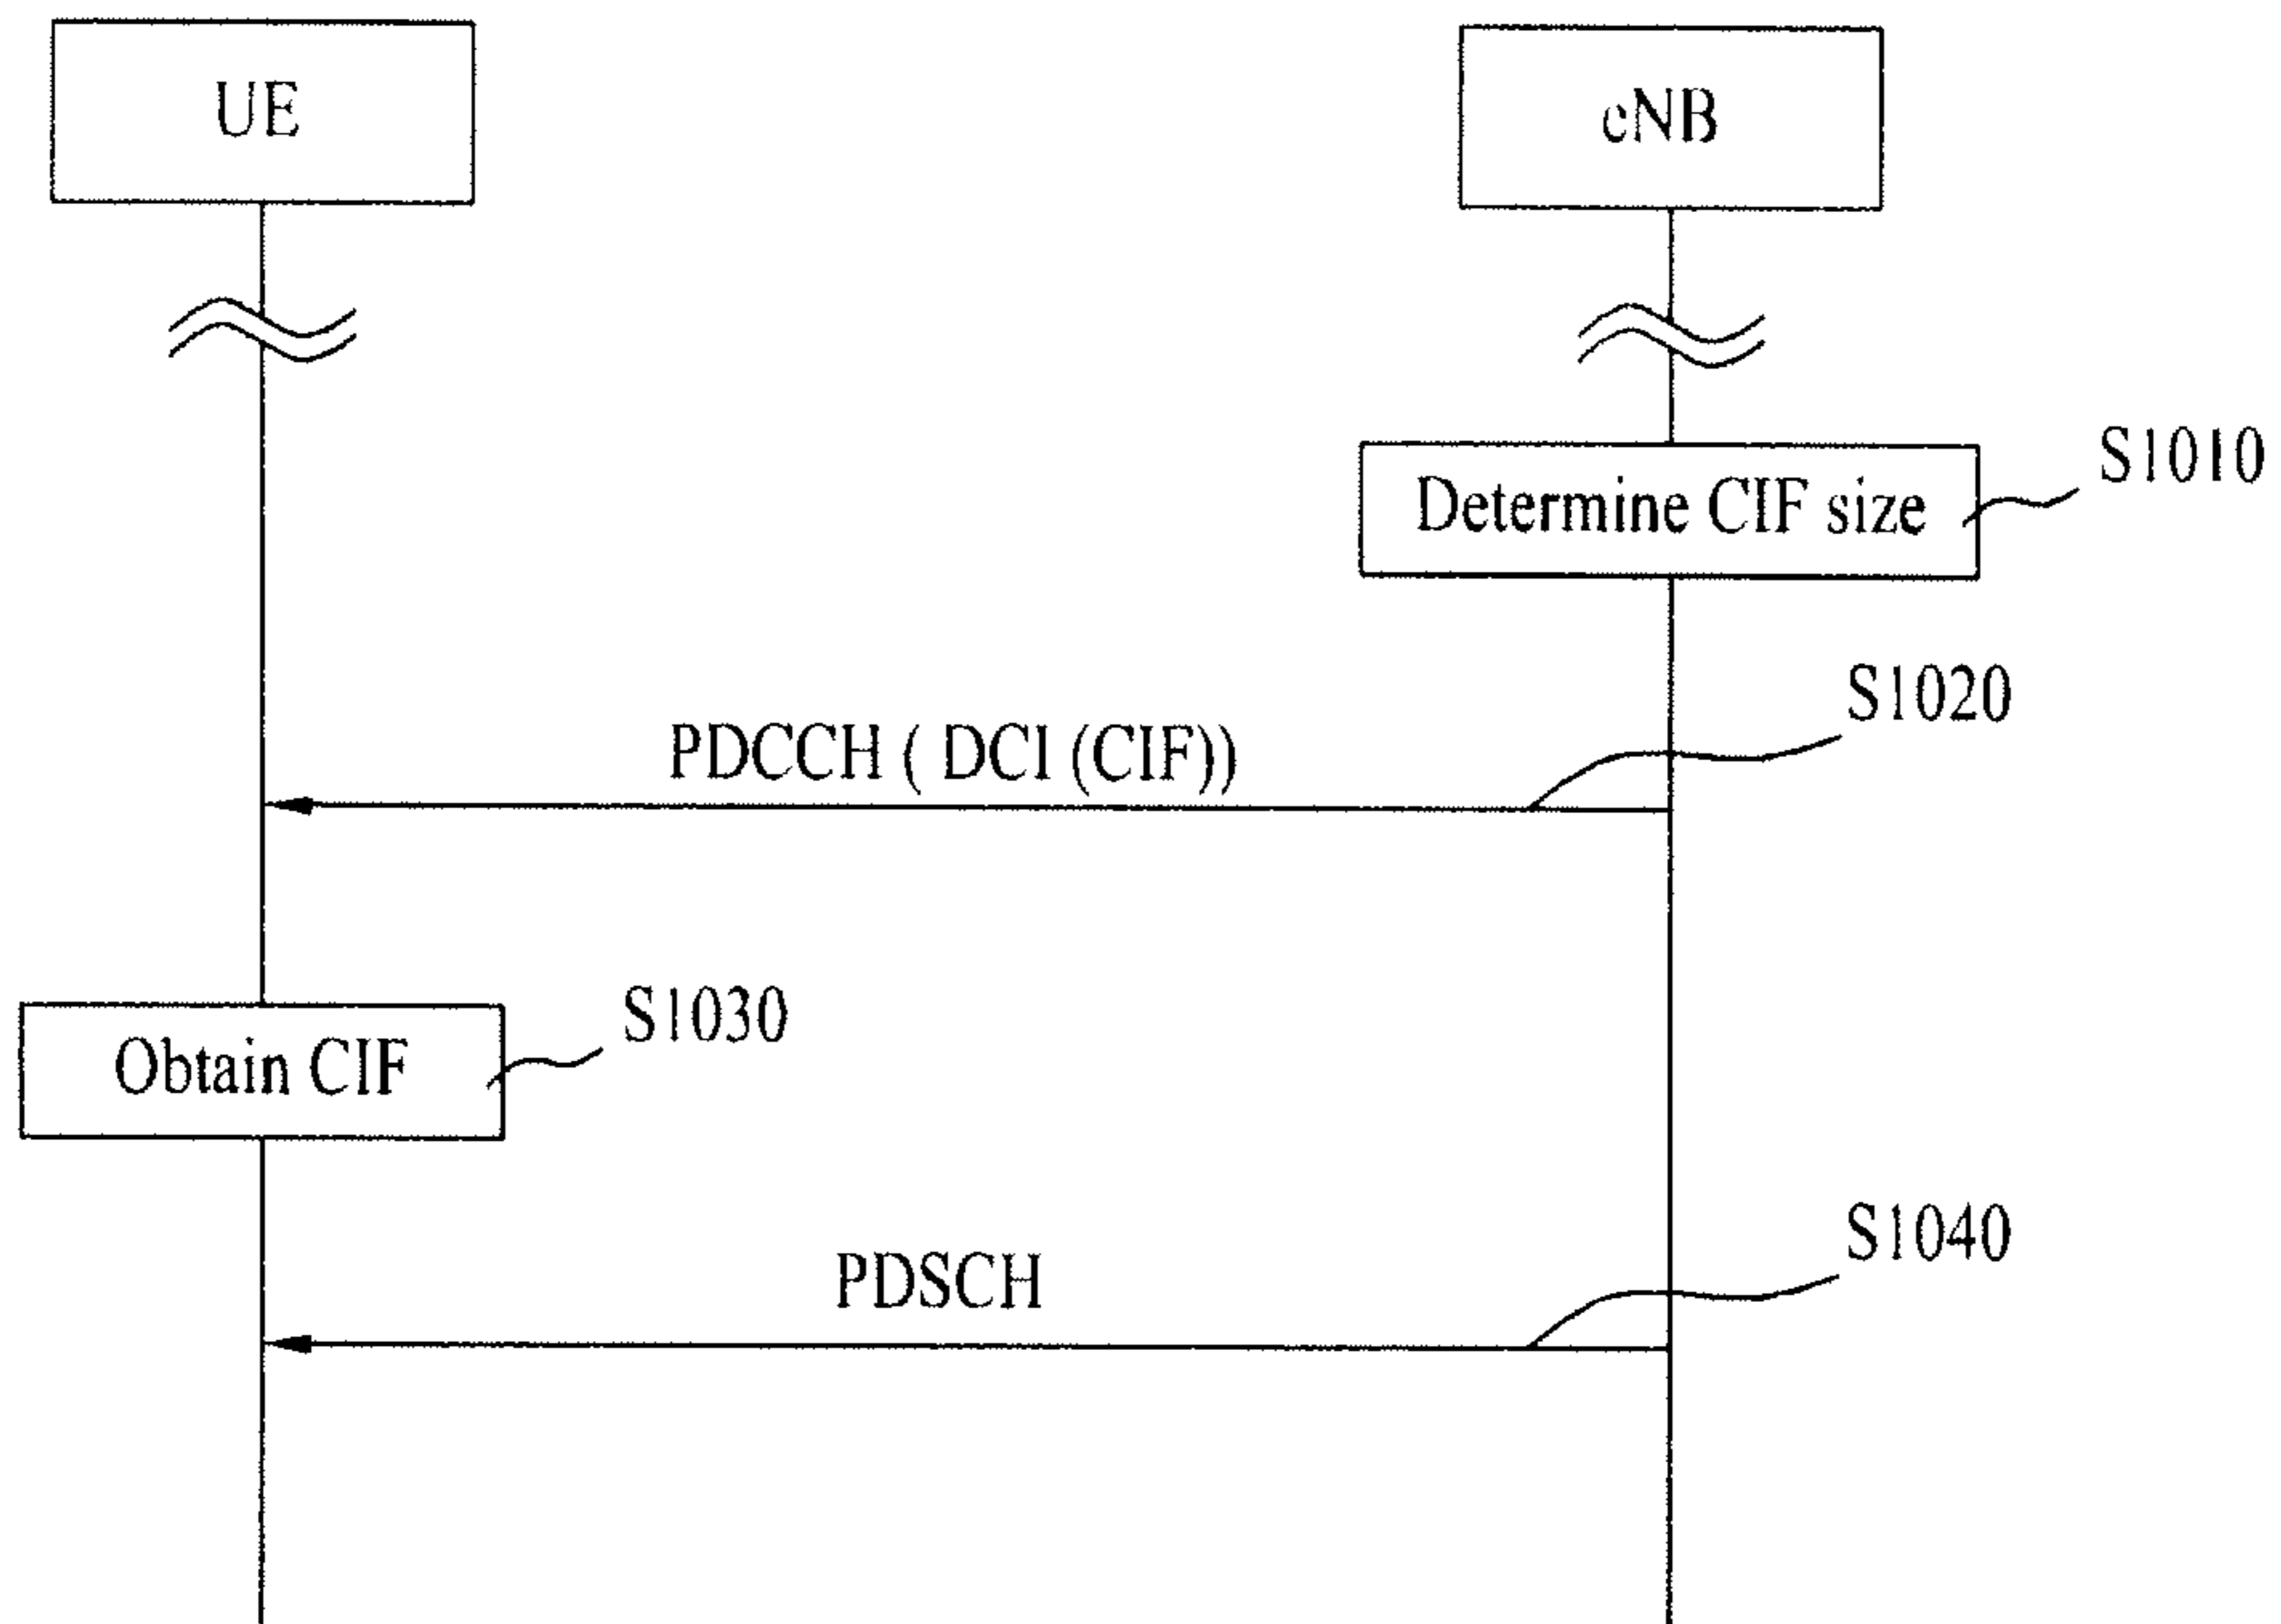 UE
eNB
S1010
Determine CIF size
S1020
PDCCH ( DCI (CIF))
S1030
Obtain CIF
S1040
PDSCH